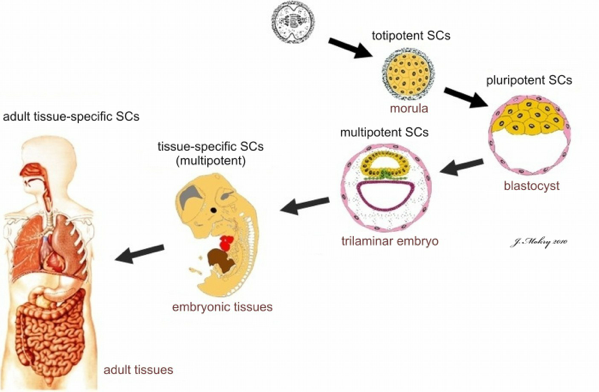 totipotent SCs
morula
pluripotent SCs
blastocyst
multipotent SCs
trilaminar embryo
tissue-specific SCs
(multipotent)
embryonic tissues
adult tissue-specific SCs
adult tissues
J. Mohry 2010